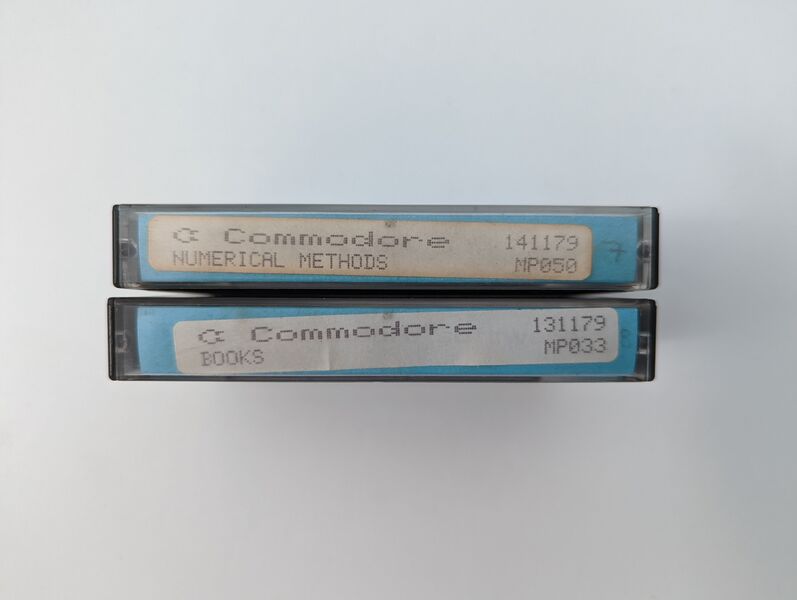 Commodore 141179
NUMERICAL METHODS MP050
7
Commodore 131179
BOOKS MP033